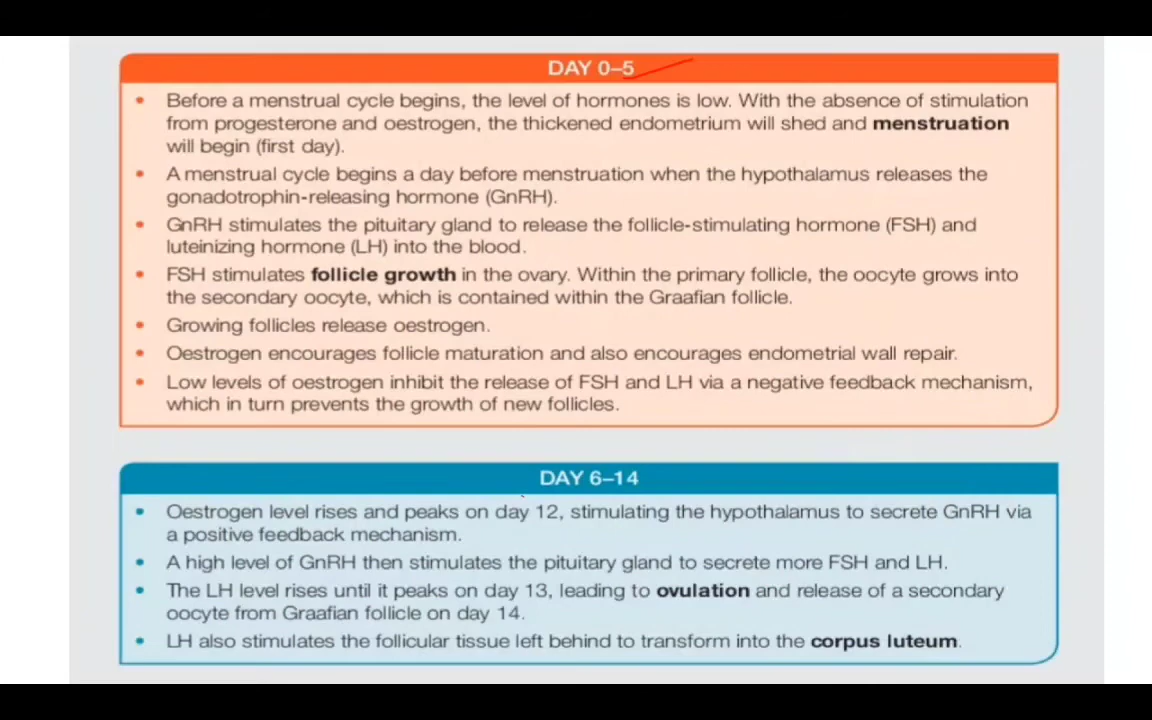 DAY 0–5
• Before a menstrual cycle begins, the level of hormones is low. With the absence of stimulation
from progesterone and oestrogen, the thickened endometrium will shed and menstruation
will begin (first day).
• A menstrual cycle begins a day before menstruation when the hypothalamus releases the
gonadotrophin-releasing hormone (GnRH).
• GnRH stimulates the pituitary gland to release the follicle-stimulating hormone (FSH) and
luteinizing hormone (LH) into the blood.
• FSH stimulates follicle growth in the ovary. Within the primary follicle, the oocyte grows into
the secondary oocyte, which is contained within the Graafian follicle.
• Growing follicles release oestrogen.
• Oestrogen encourages follicle maturation and also encourages endometrial wall repair.
• Low levels of oestrogen inhibit the release of FSH and LH via a negative feedback mechanism,
which in turn prevents the growth of new follicles.
DAY 6–14
• Oestrogen level rises and peaks on day 12, stimulating the hypothalamus to secrete GnRH via
a positive feedback mechanism.
• A high level of GnRH then stimulates the pituitary gland to secrete more FSH and LH.
• The LH level rises until it peaks on day 13, leading to ovulation and release of a secondary
oocyte from Graafian follicle on day 14.
• LH also stimulates the follicular tissue left behind to transform into the corpus luteum.